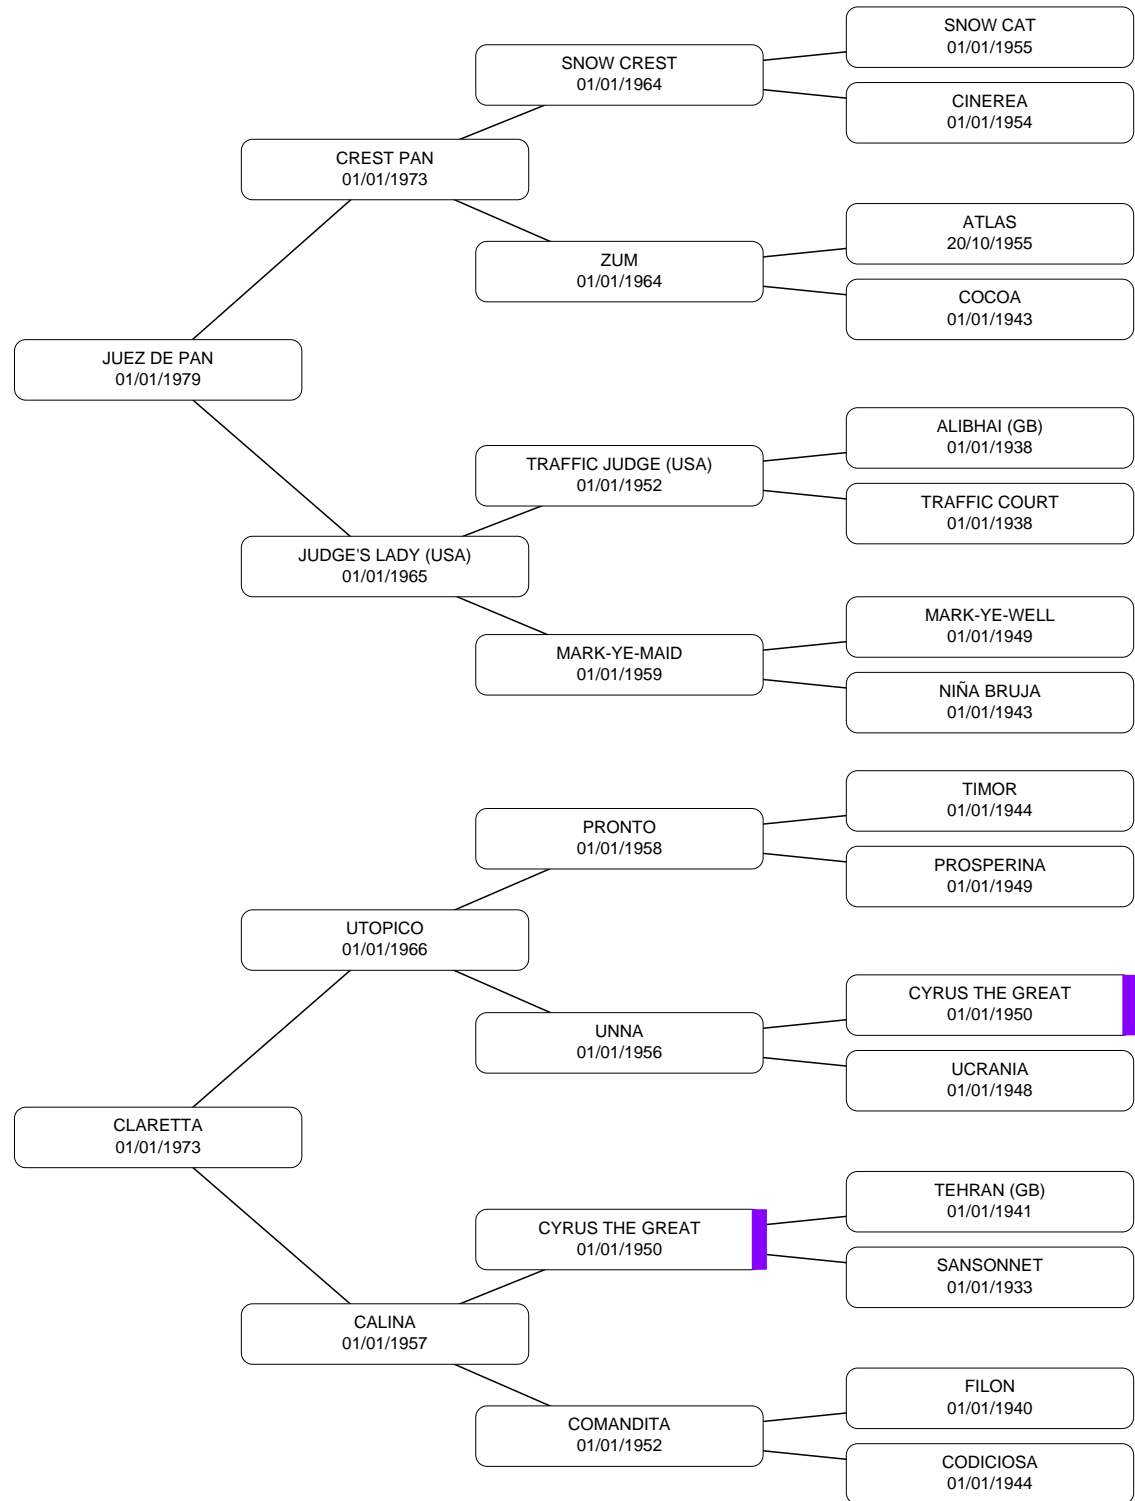 SNOW CAT
01/01/1955
SNOW CREST
01/01/1964
CINEREA
01/01/1954
CREST PAN
01/01/1973
ATLAS
20/10/1955
ZUM
01/01/1964
COCOA
01/01/1943
JUEZ DE PAN
01/01/1979
ALIBHAI (GB)
01/01/1938
TRAFFIC JUDGE (USA)
01/01/1952
TRAFFIC COURT
01/01/1938
JUDGE'S LADY (USA)
01/01/1965
MARK-YE-WELL
01/01/1949
MARK-YE-MAID
01/01/1959
NIÑA BRUJA
01/01/1943
TIMOR
01/01/1944
PRONTO
01/01/1958
PROSPERINA
01/01/1949
UTOPICO
01/01/1966
CYRUS THE GREAT
01/01/1950
UNNA
01/01/1956
UCRANIA
01/01/1948
CLARETTA
01/01/1973
TEHRAN (GB)
01/01/1941
CYRUS THE GREAT
01/01/1950
SANSONNET
01/01/1933
CALINA
01/01/1957
FILON
01/01/1940
COMANDITA
01/01/1952
CODICIOSA
01/01/1944